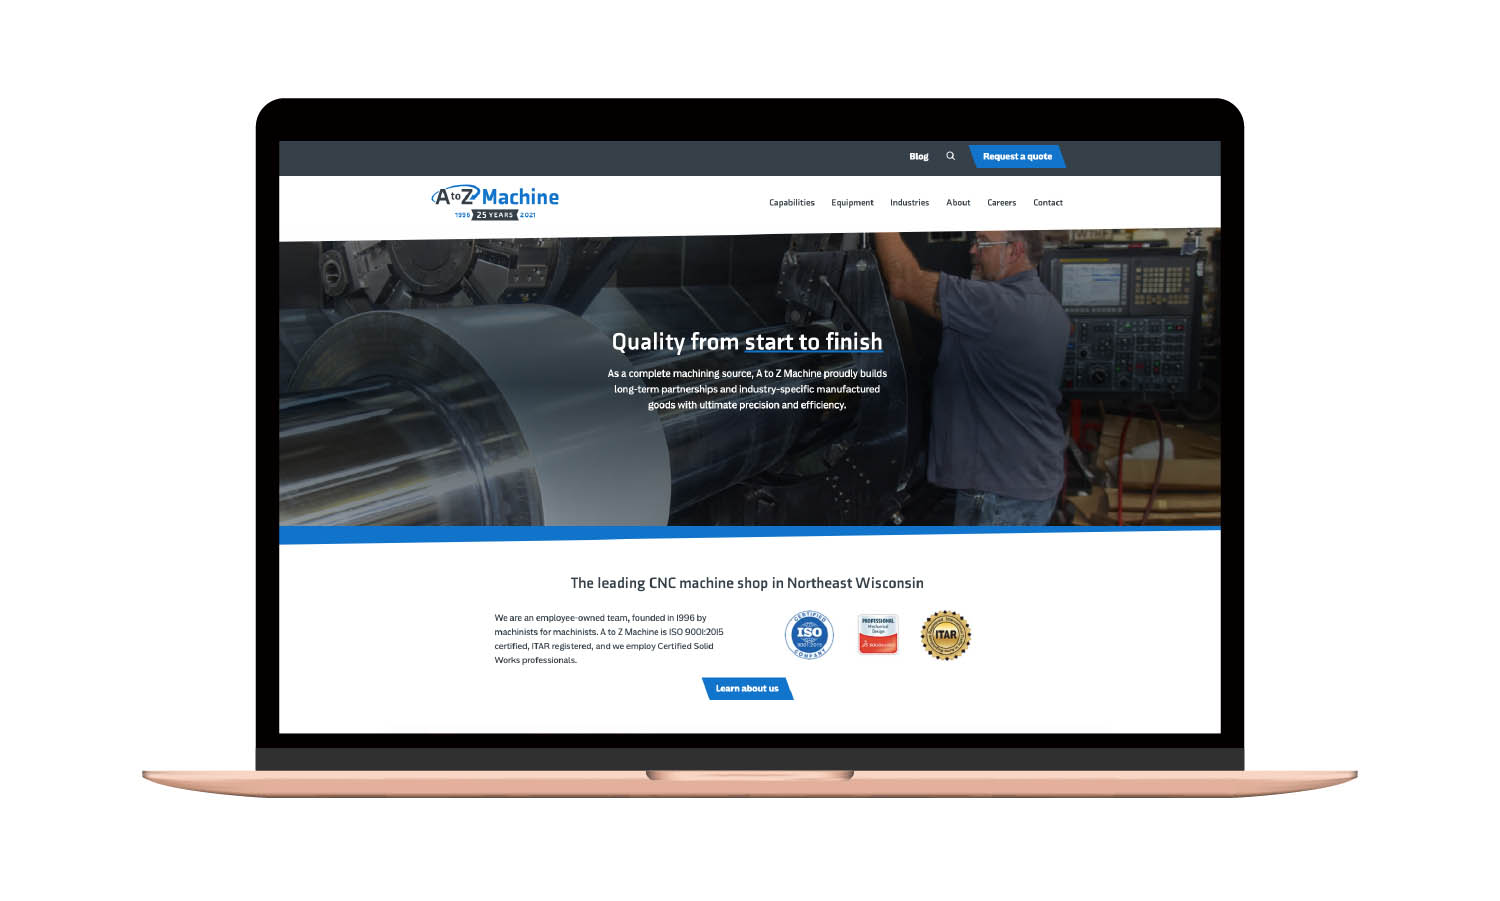 Blog
Request a quote
A to Z Machine
1996 25 YEARS 2021
Capabilities Equipment Industries About Careers Contact
Quality from start to finish
As a complete machining source, A to Z Machine proudly builds
long-term partnerships and industry-specific manufactured
goods with ultimate precision and efficiency.
The leading CNC machine shop in Northeast Wisconsin
We are an employee-owned team, founded in 1996 by
machinists for machinists. A to Z Machine is ISO 9001:2015
certified, ITAR registered, and we employ Certified Solid
Works professionals.
CERTIFIED
ISO
9001:2015
COMPANY
PROFESSIONAL
Mechanical
Design
ITAR
Learn about us